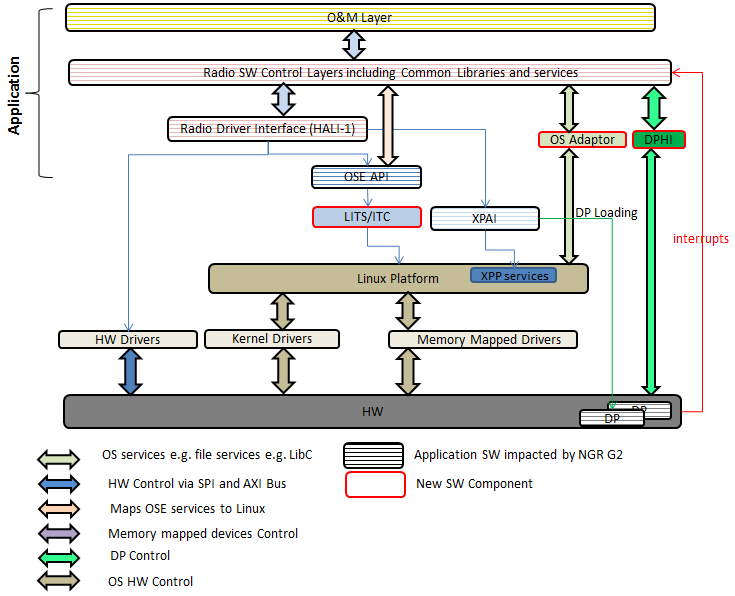 O&M Layer
Application
Radio SW Control Layers including Common Libraries and services
Radio Driver Interface (HALI-1)
OS Adaptor
DPHI
OSE API
LITS/ITC
XPAI
DP Loading
interrupts
Linux Platform
XPP services
HW Drivers
Kernel Drivers
Memory Mapped Drivers
HW
DP
DP
OS services e.g. file services e.g. LibC
HW Control via SPI and AXI Bus
Maps OSE services to Linux
Memory mapped devices Control
DP Control
OS HW Control
Application SW impacted by NGR G2
New SW Component